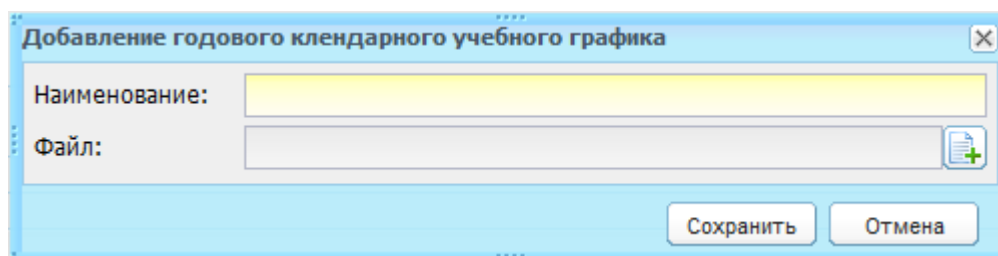 Добавление годового клендарного учебного графика
Наименование:
Файл:
Сохранить Отмена